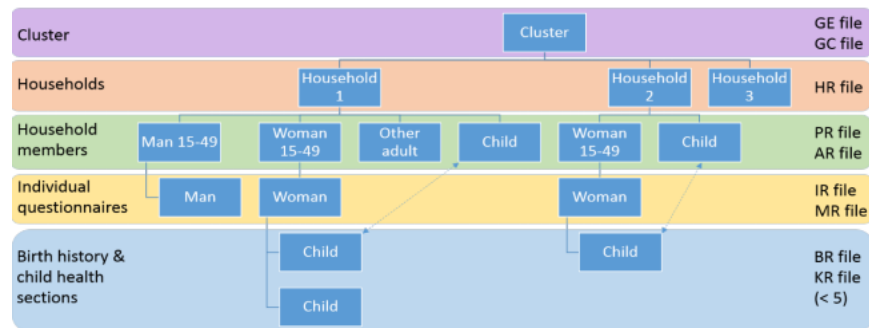 Cluster
Cluster
GE file
GC file
Households
Household
1
Household
2
Household
3
HR file
Household
members
Man 15-49
Woman
15-49
Other
adult
Child
Woman
15-49
Child
PR file
AR file
Individual
questionnaires
Man
Woman
Woman
IR file
MR file
Birth history &
child health
sections
Child
Child
Child
BR file
KR file
(< 5)